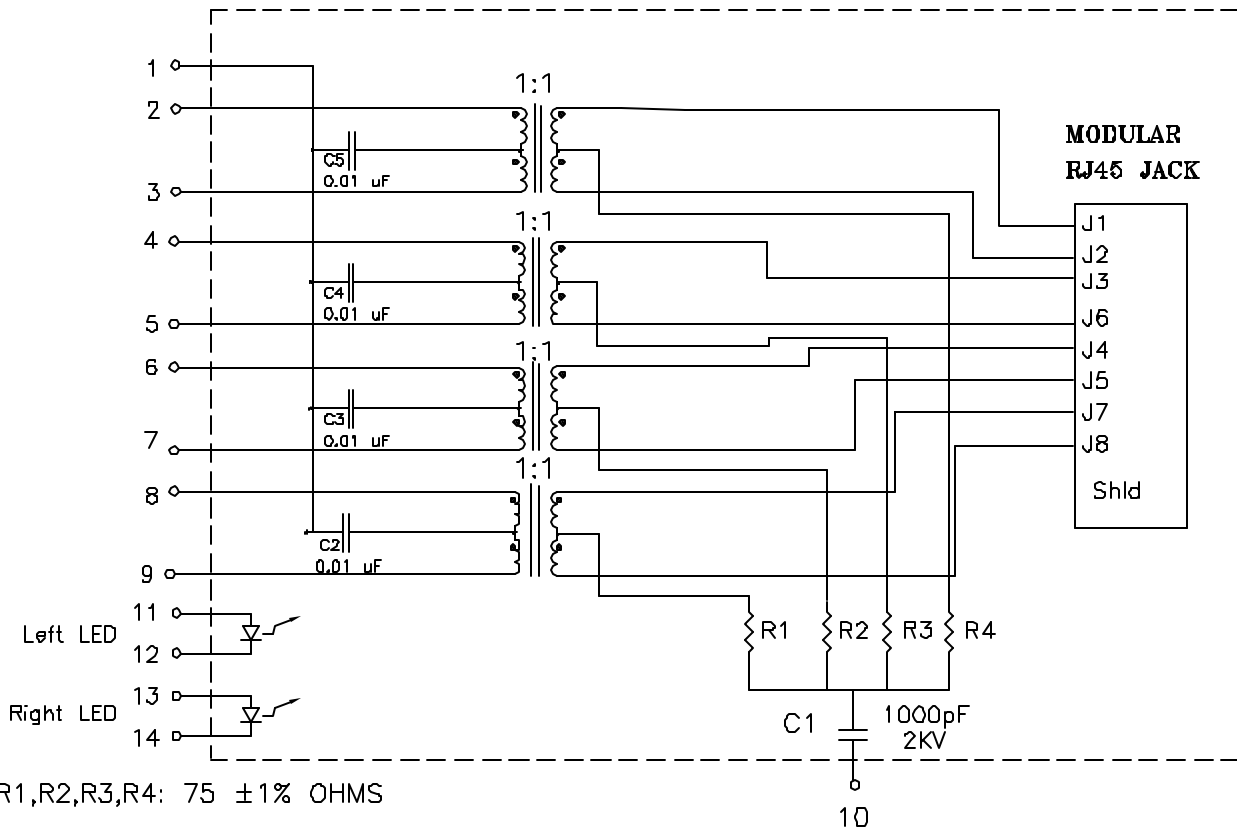 1
1:1
2
MODULAR
C5
RJ45 JACK
0.01 uF
3
J1
1:1
4
J2
J3
C4
0.01 uF
5
J6
1:1
J4
6
J5
C3
J7
0.01 uF
7
J8
1:1
8
Shld
C2
0.01 uF
9
11
Left LED
R1
R2
R3
R4
12
13
Right LED
C1
1000pF
14
2KV
R1,R2,R3,R4: 75 ±1% OHMS
10